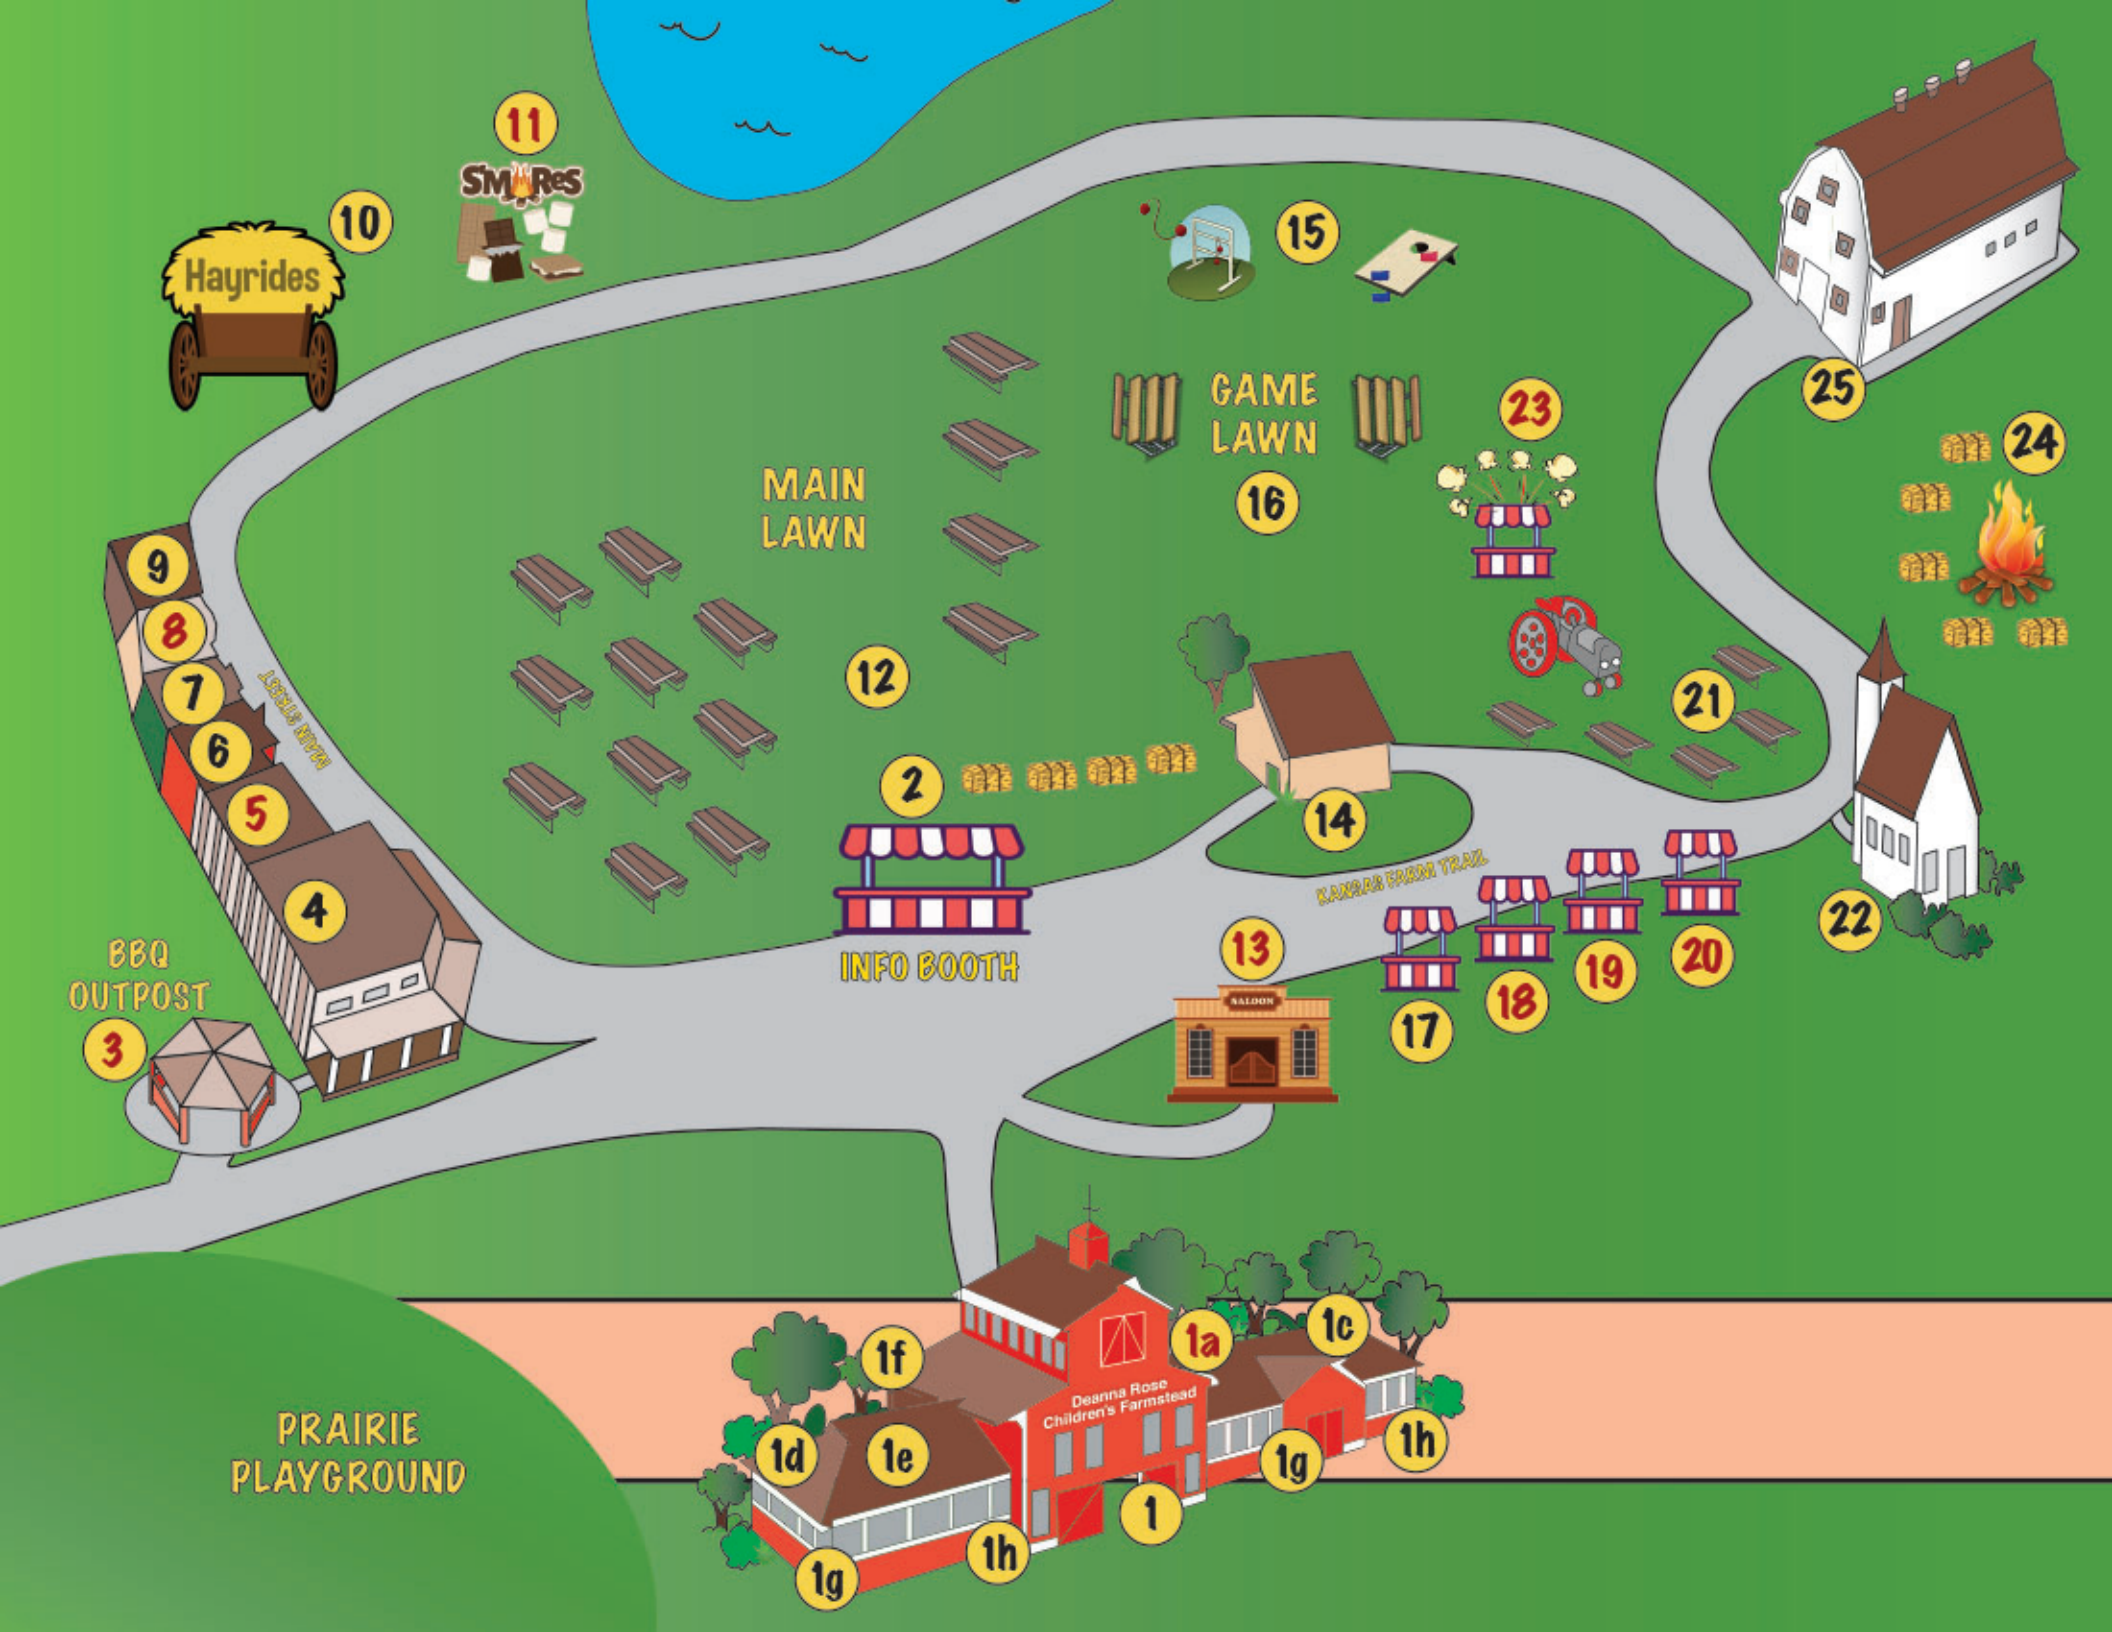 11
S'MORES
10
Hayrides
15
GAME
LAWN
16
23
25
24
MAIN
LAWN
9
8
7
6
5
4
MAIN STREET
12
2
INFO BOOTH
14
KANSAS FARM TRAIL
21
22
13
SALOON
17
18
19
20
BBQ
OUTPOST
3
PRAIRIE
PLAYGROUND
1f
1a
1c
Deanna Rose
Children's Farmstead
1d
1e
1g
1h
1
1h
1g